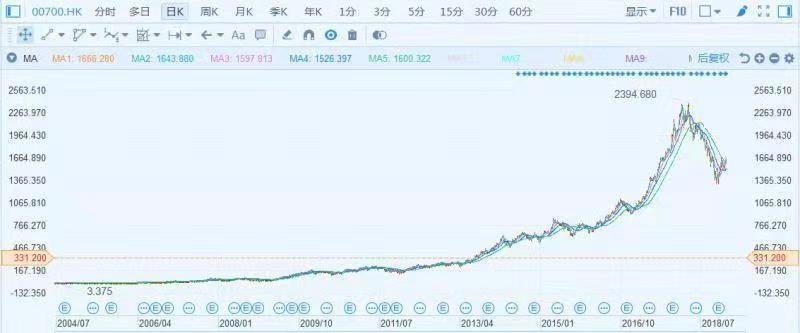 00700.HK 分时 多日 日K 周K 月K 季K 年K 1分 3分 5分 15分 30分 60分 显示 F10
Aa
MA MA1: 1666.280 MA2: 1643.880 MA3: 1597.813 MA4: 1526.397 MA5: 1600.322 MA7: MA9: 后复权
2563.510 2394.680 2563.510
2263.970 2263.970
1964.430 1964.430
1664.890 1664.890
1365.350 1365.350
1065.810 1065.810
766.270 766.270
466.730 466.730
331.200 331.200
167.190 167.190
-132.350 3.375 -132.350
2004/07 2006/04 2008/01 2009/10 2011/07 2013/04 2015/01 2016/10 2018/07